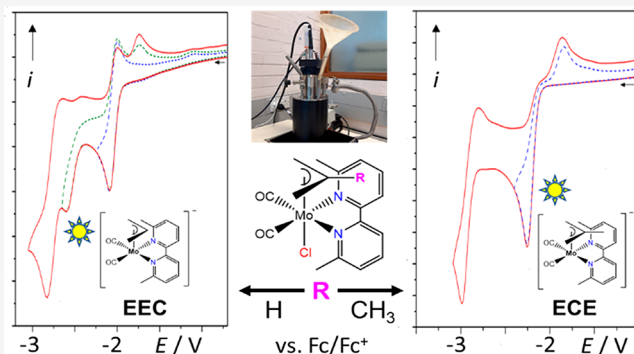 i
OC
OC
Mo
N
N
−
EEC
-3 -2 E / V
R
OC
OC
Mo
N
N
Cl
H R CH₃
vs. Fc/Fc⁺
i
OC
OC
Mo
N
N
−
ECE
-3 -2 E / V